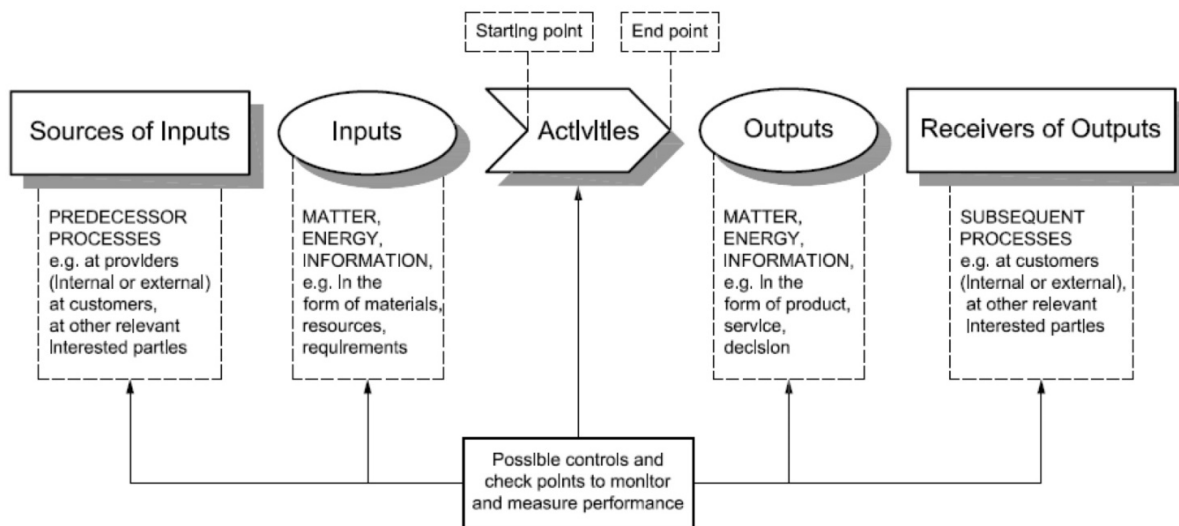 Starting point
End point
Sources of Inputs
Inputs
Activities
Outputs
Receivers of Outputs
PREDECESSOR
PROCESSES
e.g. at providers
(internal or external)
at customers,
at other relevant
interested parties
MATTER,
ENERGY,
INFORMATION,
e.g. in the
form of materials,
resources,
requirements
MATTER,
ENERGY,
INFORMATION,
e.g. in the
form of product,
service,
decision
SUBSEQUENT
PROCESSES
e.g. at customers
(internal or external),
at other relevant
interested parties
Possible controls and
check points to monitor
and measure performance